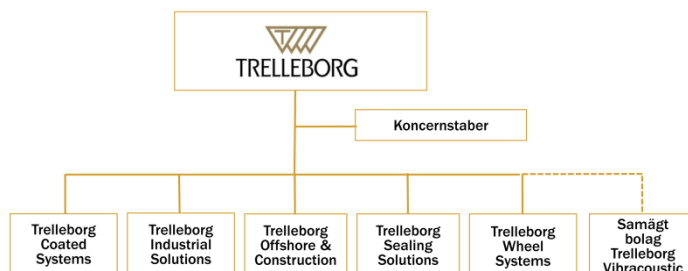 T
TRELLEBORG
Koncernstaber
Trelleborg
Coated
Systems
Trelleborg
Industrial
Solutions
Trelleborg
Offshore &
Construction
Trelleborg
Sealing
Solutions
Trelleborg
Wheel
Systems
Samägt
bolag
Trelleborg
Vibracoustic